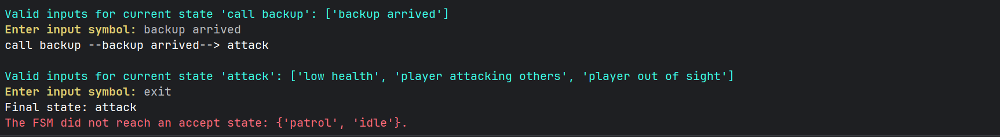 Valid inputs for current state 'call backup': ['backup arrived']
Enter input symbol: backup arrived
call backup --backup arrived--> attack
Valid inputs for current state 'attack': ['low health', 'player attacking others', 'player out of sight']
Enter input symbol: exit
Final state: attack
The FSM did not reach an accept state: {'patrol', 'idle'}.